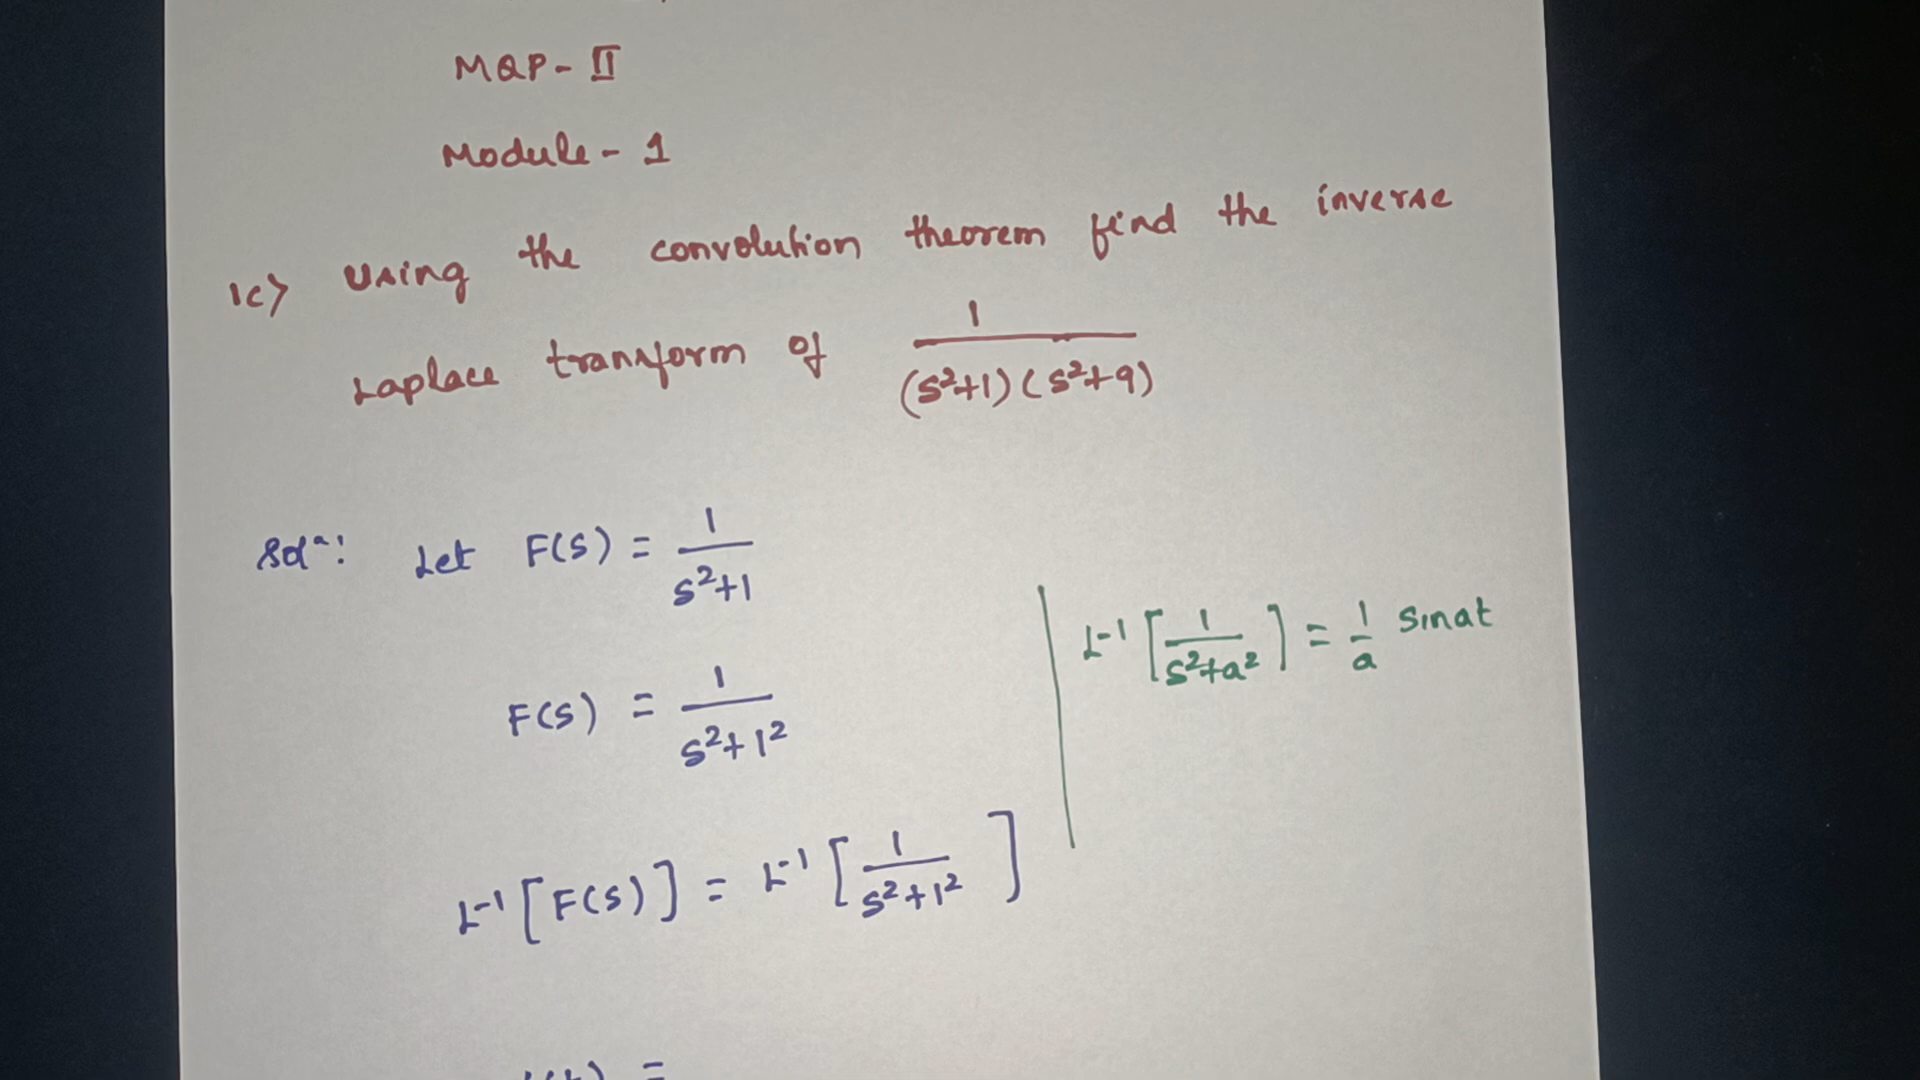 MQP - II
Module - 1
1c> Using the convolution theorem find the inverse
Laplace transform of 1/((s²+1)(s²+9))
Solⁿ: Let F(s) = 1/(s²+1)
L⁻¹[1/(s²+a²)] = 1/a sinat
F(s) = 1/(s²+1²)
L⁻¹[F(s)] = L⁻¹[1/(s²+1²)]